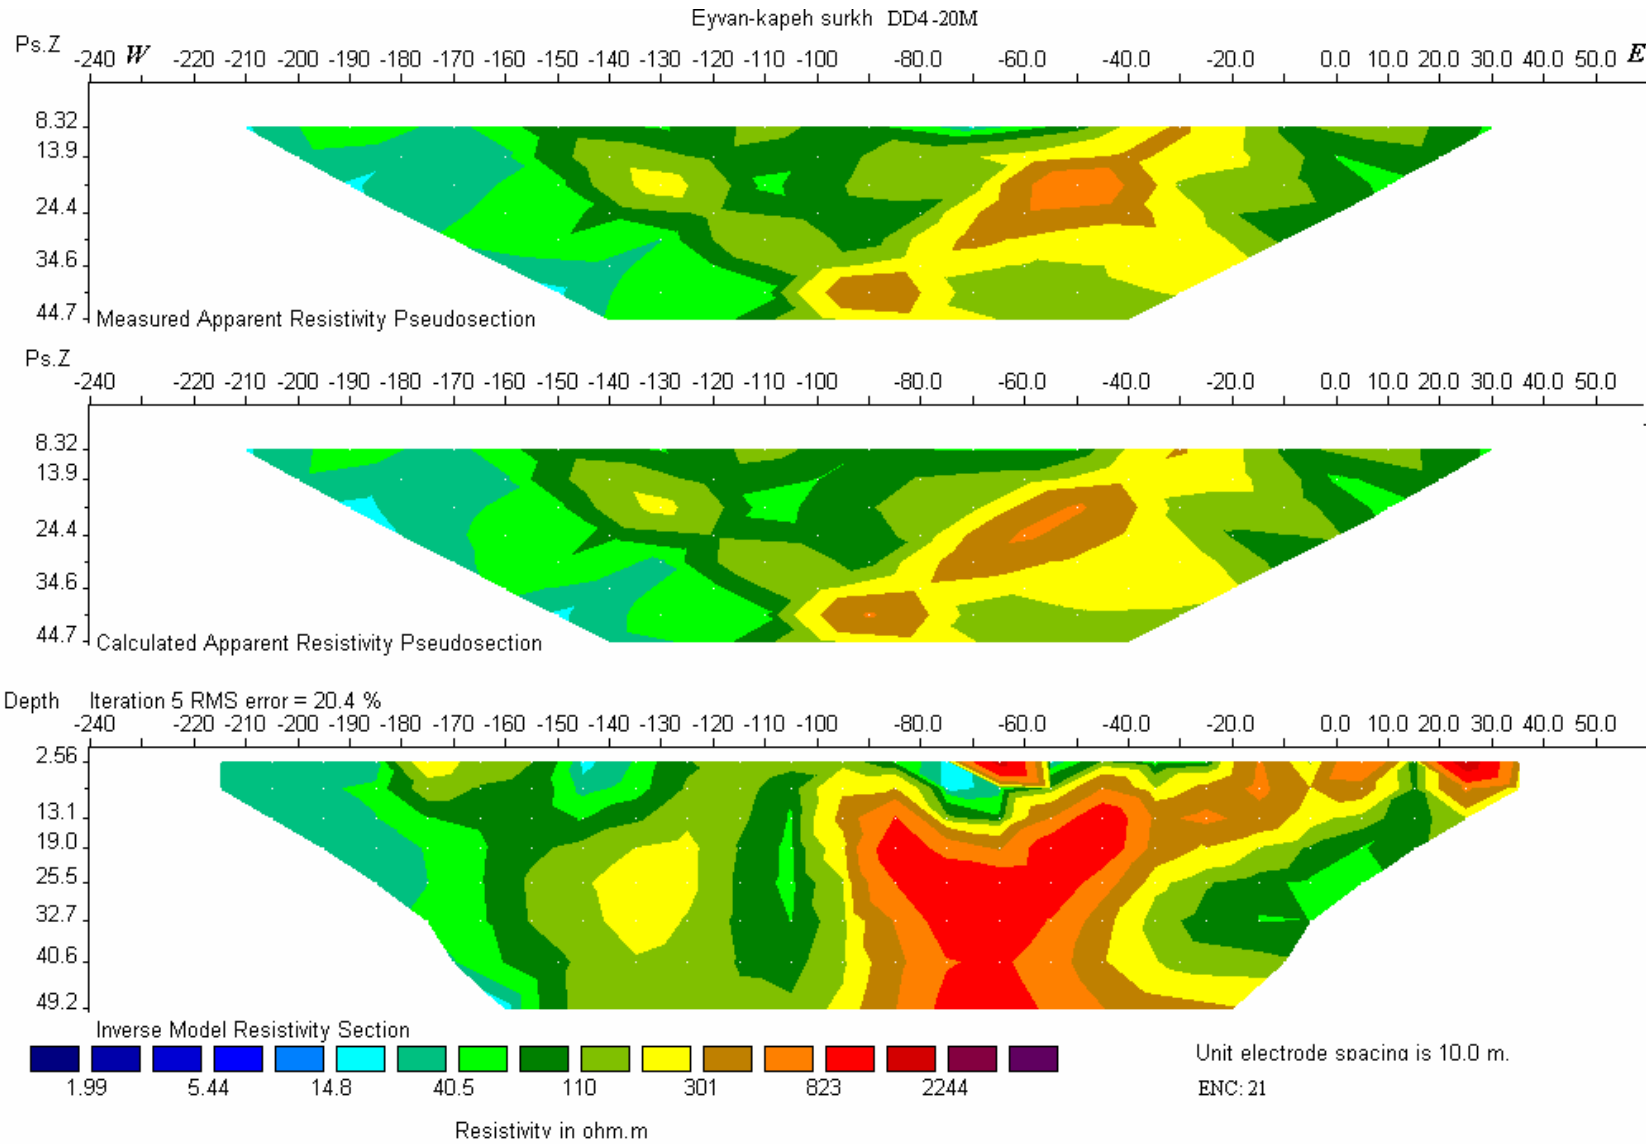 Eyvan-kapeh surkh DD4-20M
Ps.Z -240 W -220 -210 -200 -190 -180 -170 -160 -150 -140 -130 -120 -110 -100 -80.0 -60.0 -40.0 -20.0 0.0 10.0 20.0 30.0 40.0 50.0 E
8.32
13.9
24.4
34.6
44.7
Measured Apparent Resistivity Pseudosection
Ps.Z
-240 -220 -210 -200 -190 -180 -170 -160 -150 -140 -130 -120 -110 -100 -80.0 -60.0 -40.0 -20.0 0.0 10.0 20.0 30.0 40.0 50.0
8.32
13.9
24.4
34.6
44.7
Calculated Apparent Resistivity Pseudosection
Depth Iteration 5 RMS error = 20.4 %
-240 -220 -210 -200 -190 -180 -170 -160 -150 -140 -130 -120 -110 -100 -80.0 -60.0 -40.0 -20.0 0.0 10.0 20.0 30.0 40.0 50.0
2.56
13.1
19.0
25.5
32.7
40.6
49.2
Inverse Model Resistivity Section
1.99 5.44 14.8 40.5 110 301 823 2244
Resistivity in ohm.m
Unit electrode spacing is 10.0 m.
ENC: 21